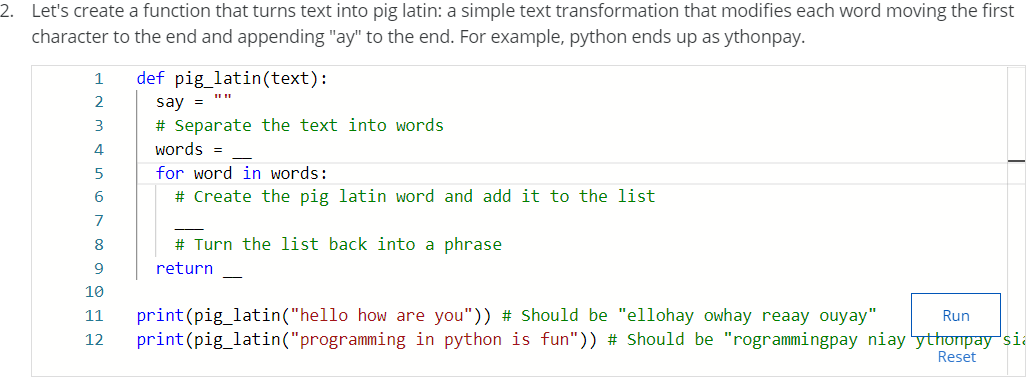 2. Let's create a function that turns text into pig latin: a simple text transformation that modifies each word moving the first
character to the end and appending "ay" to the end. For example, python ends up as ythonpay.
1 def pig_latin(text):
2 say = ""
3 # Separate the text into words
4 words = __
5 for word in words:
6 # Create the pig latin word and add it to the list
7 ___
8 # Turn the list back into a phrase
9 return __
10
11 print(pig_latin("hello how are you")) # Should be "ellohay owhay reaay ouyay"
Run
12 print(pig_latin("programming in python is fun")) # Should be "rogrammingpay niay ythonpay sia
Reset